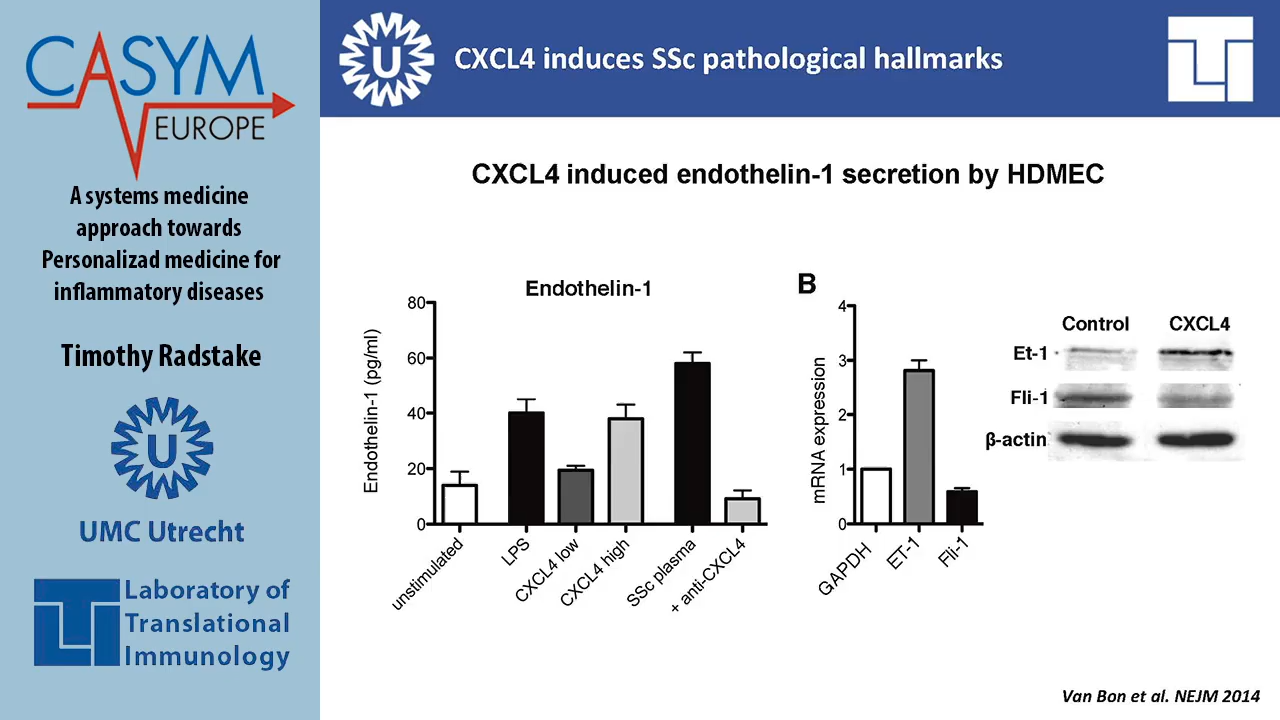 CASYM
EUROPE
A systems medicine
approach towards
Personalizad medicine for
inflammatory diseases
Timothy Radstake
U
UMC Utrecht
Laboratory of
Translational
Immunology
U
CXCL4 induces SSc pathological hallmarks
CXCL4 induced endothelin-1 secretion by HDMEC
Endothelin-1
Endothelin-1 (pg/ml)
80
60
40
20
0
unstimulated
LPS
CXCL4 low
CXCL4 high
SSc plasma
+ anti-CXCL4
B
mRNA expression
4
3
2
1
0
GAPDH
ET-1
Fli-1
Control CXCL4
Et-1
Fli-1
β-actin
Van Bon et al. NEJM 2014